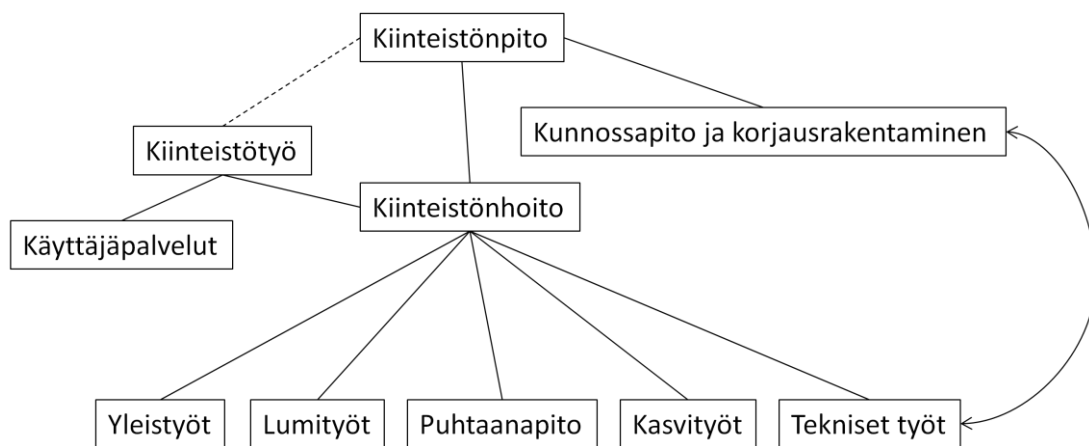 Kiinteistönpito
Kiinteistötyö
Kunnossapito ja korjausrakentaminen
Kiinteistönhoito
Käyttäjäpalvelut
Yleistyöt
Lumityöt
Puhtaanapito
Kasvityöt
Tekniset työt